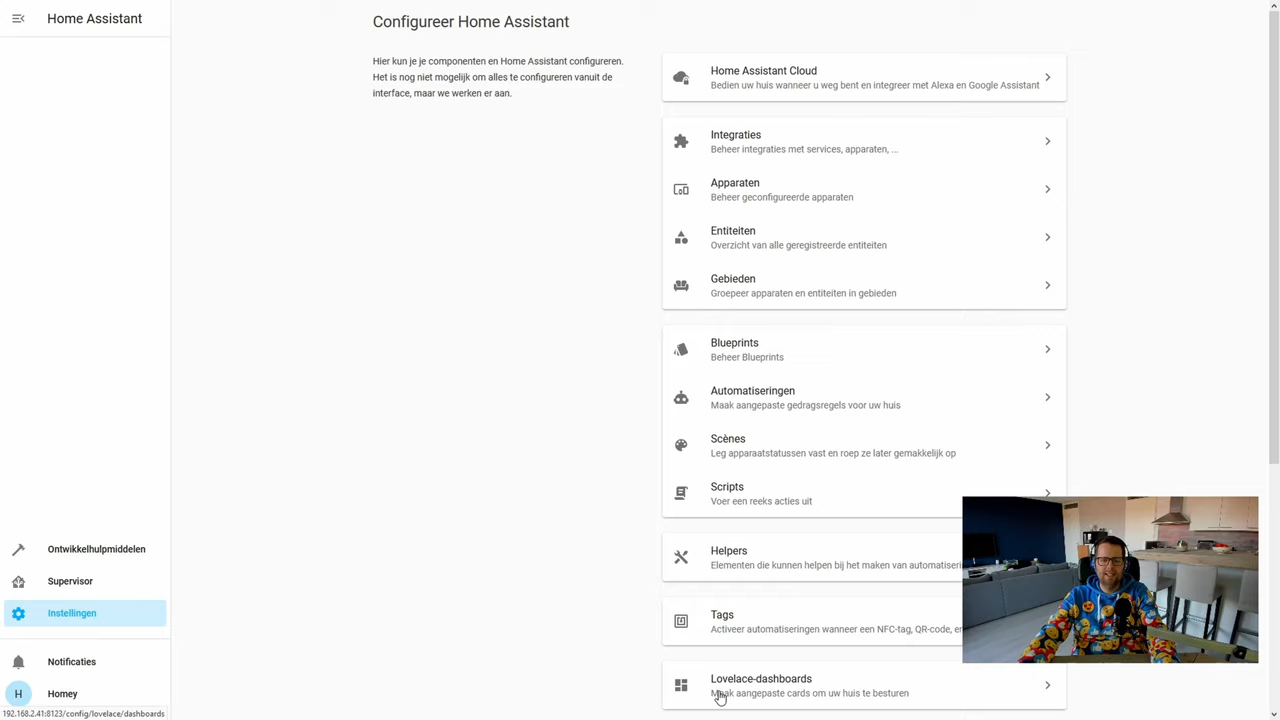 Home Assistant
Configureer Home Assistant
Hier kun je je componenten en Home Assistant configureren.
Het is nog niet mogelijk om alles te configureren vanuit de
interface, maar we werken er aan.
Home Assistant Cloud
Bedien uw huis wanneer u weg bent en integreer met Alexa en Google Assistant
Integraties
Beheer integraties met services, apparaten, ...
Apparaten
Beheer geconfigureerde apparaten
Entiteiten
Overzicht van alle geregistreerde entiteiten
Gebieden
Groepeer apparaten en entiteiten in gebieden
Blueprints
Beheer Blueprints
Automatiseringen
Maak aangepaste gedragsregels voor uw huis
Scènes
Leg apparaatstatussen vast en roep ze later gemakkelijk op
Scripts
Voer een reeks acties uit
Helpers
Elementen die kunnen helpen bij het maken van automatiseri
Tags
Activeer automatiseringen wanneer een NFC-tag, QR-code, en
Lovelace-dashboards
Maak aangepaste cards om uw huis te besturen
Ontwikkelhulpmiddelen
Supervisor
Instellingen
Notificaties
H Homey
192.168.2.41:8123/config/lovelace/dashboards